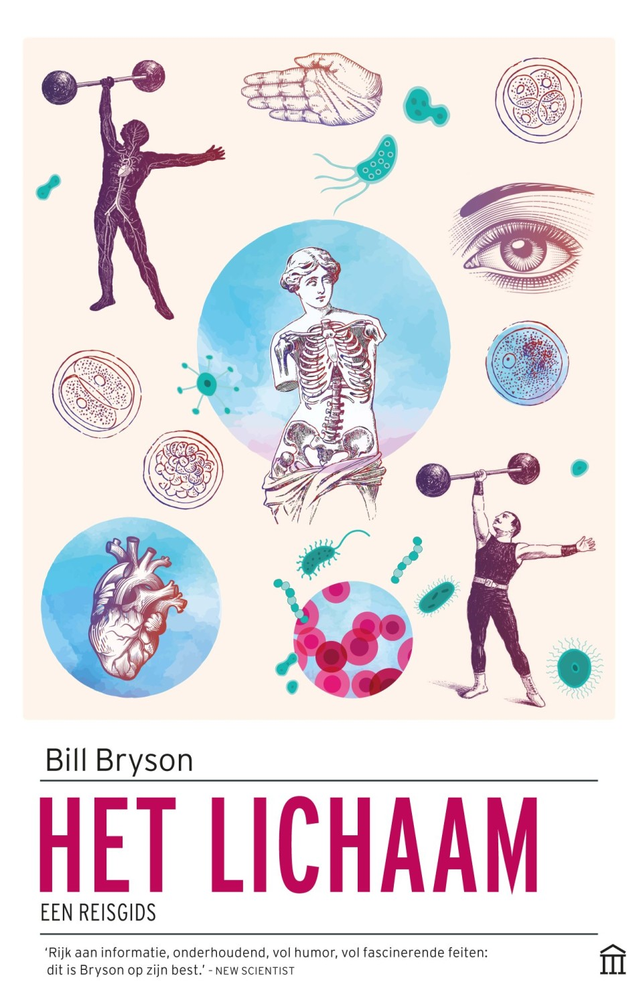 Bill Bryson
HET LICHAAM
EEN REISGIDS
‘Rijk aan informatie, onderhoudend, vol humor, vol fascinerende feiten:
dit is Bryson op zijn best.’ - NEW SCIENTIST